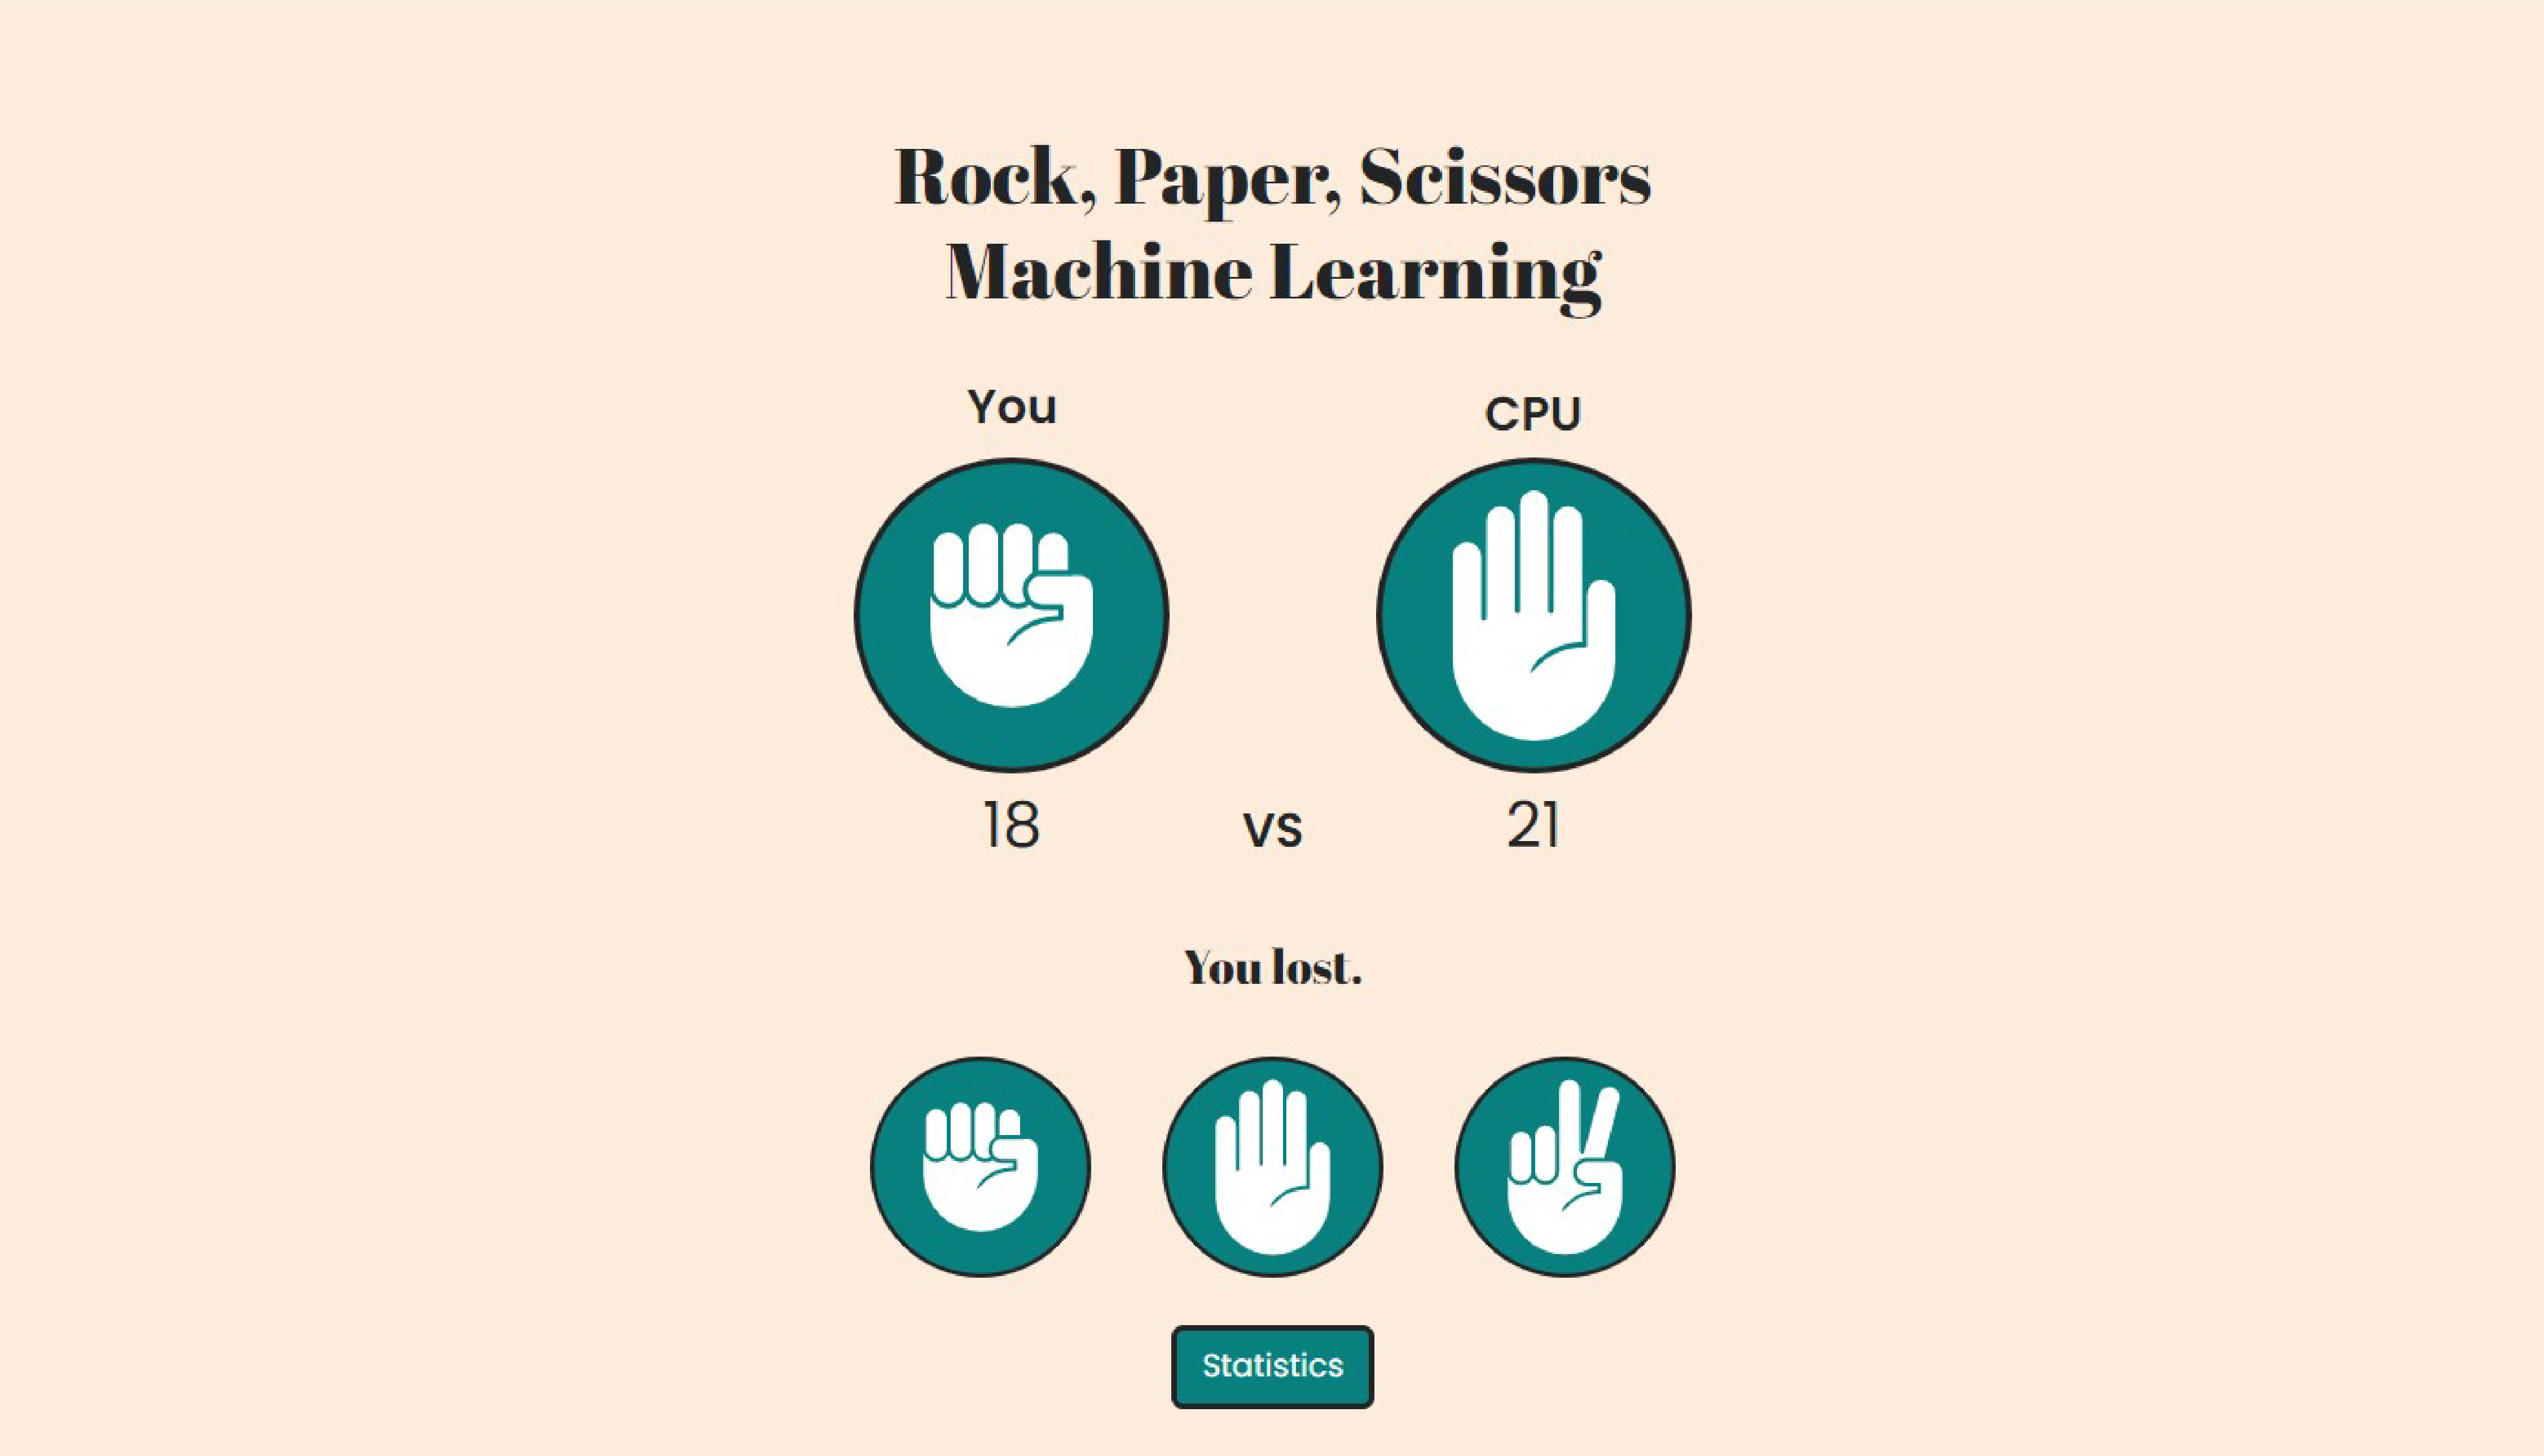 Rock, Paper, Scissors
Machine Learning
You
CPU
18 vs 21
You lost.
Statistics